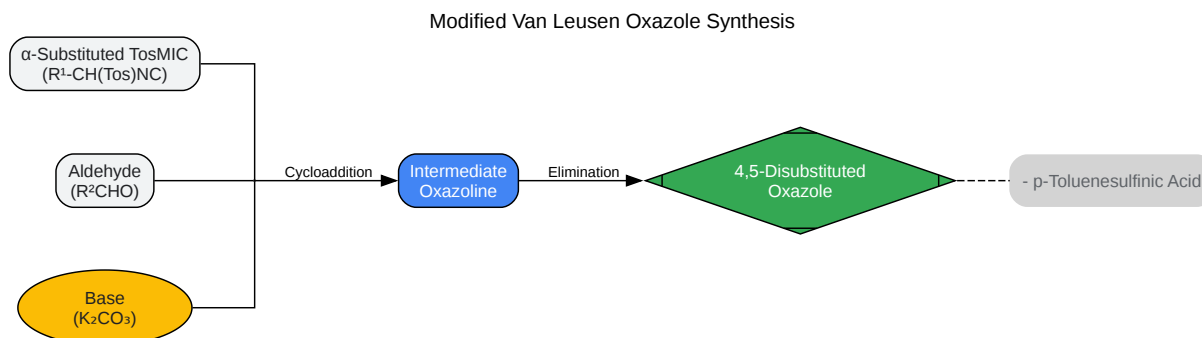 Modified Van Leusen Oxazole Synthesis
α-Substituted TosMIC
(R¹-CH(Tos)NC)
Aldehyde
(R²CHO)
Base
(K₂CO₃)
Cycloaddition
Intermediate
Oxazoline
Elimination
4,5-Disubstituted
Oxazole
- p-Toluenesulfinic Acid